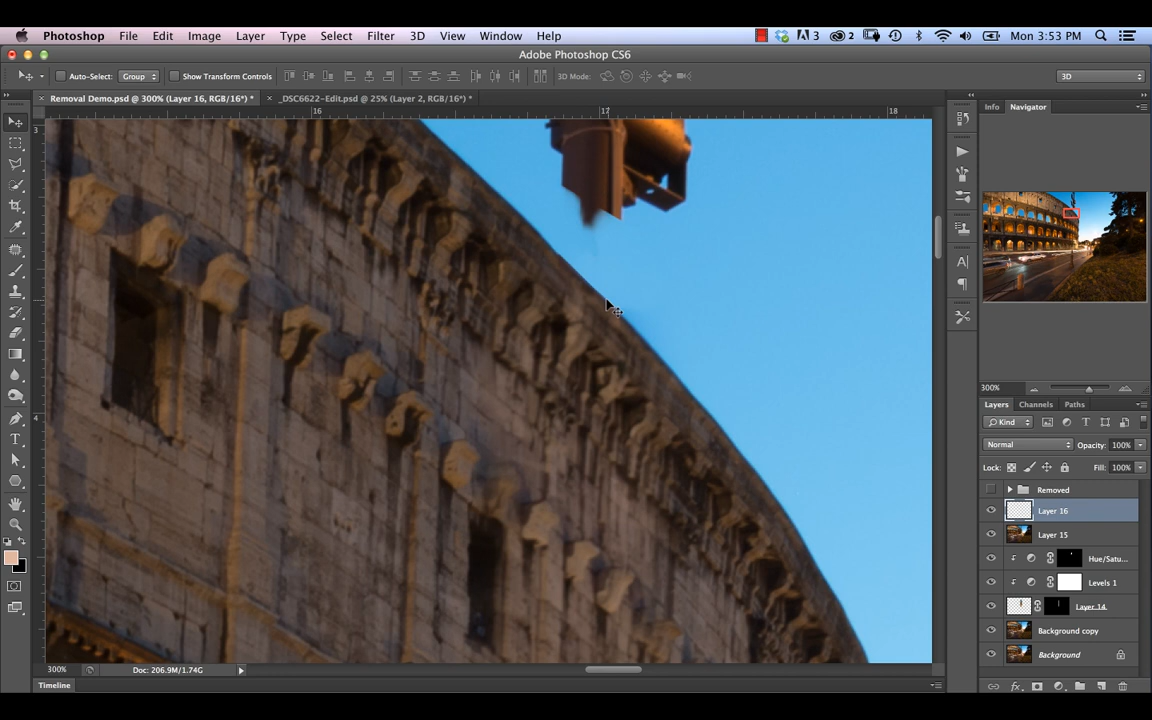 Photoshop File Edit Image Layer Type Select Filter 3D View Window Help 3 2 Mon 3:53 PM
Adobe Photoshop CS6
Auto-Select: Group Show Transform Controls 3D Mode: 3D
Removal Demo.psd @ 300% (Layer 16, RGB/16*) * _DSC6622-Edit.psd @ 25% (Layer 2, RGB/16*) *
Info Navigator
16 17 18
3
4
300%
Layers Channels Paths
Kind
Normal Opacity: 100%
Lock: Fill: 100%
Removed
Layer 16
Layer 15
Hue/Satu...
Levels 1
Layer 14
Background copy
Background
300% Doc: 206.9M/1.74G
Timeline